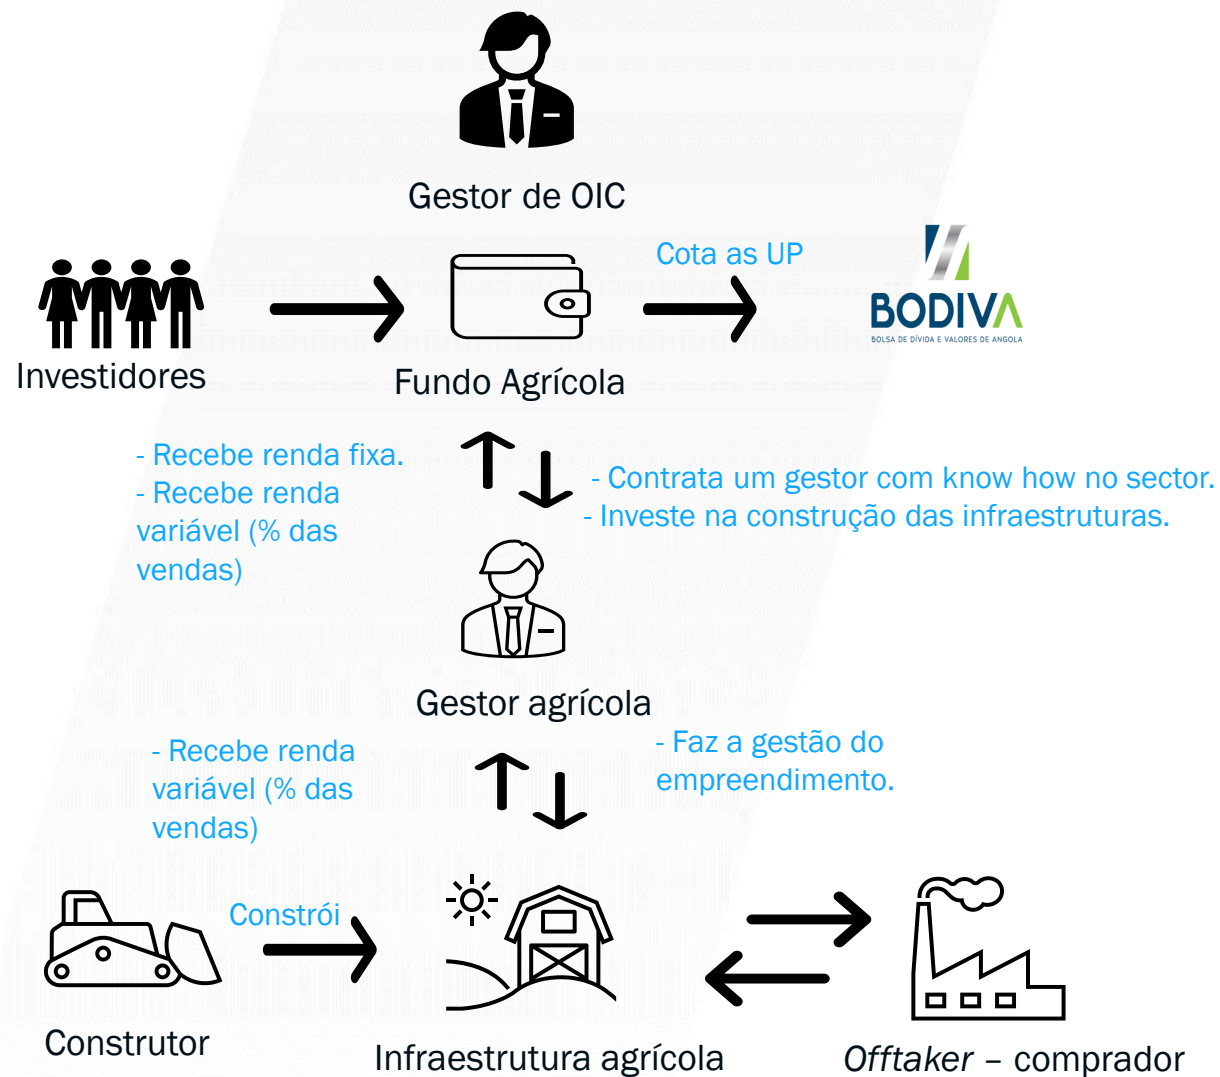 Gestor de OIC
Cota as UP
BODIVA
BOLSA DE DÍVIDA E VALORES DE ANGOLA
Investidores
Fundo Agrícola
- Recebe renda fixa.
- Recebe renda
variável (% das
vendas)
- Contrata um gestor com know how no sector.
- Investe na construção das infraestruturas.
Gestor agrícola
- Recebe renda
variável (% das
vendas)
- Faz a gestão do
empreendimento.
Constrói
Construtor
Infraestrutura agrícola
Offtaker – comprador